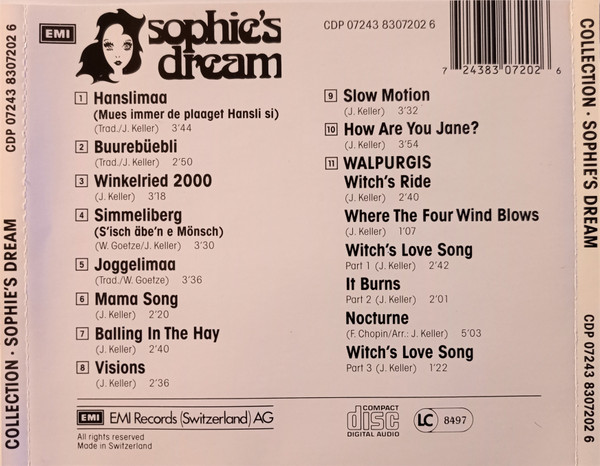 EMI
sophie's
dream
CDP 07243 8307202 6
7 24383 07202 6
1 Hanslimaa
(Mues immer de plaaget Hansli si)
(Trad./J. Keller) 3'44
2 Buurebüebli
(Trad./J. Keller) 2'50
3 Winkelried 2000
(J. Keller) 3'18
4 Simmeliberg
(S'isch äbe'n e Mönsch)
(W. Goetze/J. Keller) 3'30
5 Joggelimaa
(Trad./W. Goetze) 3'36
6 Mama Song
(J. Keller) 2'20
7 Balling In The Hay
(J. Keller) 2'40
8 Visions
(J. Keller) 2'36
9 Slow Motion
(J. Keller) 3'32
10 How Are You Jane?
(J. Keller) 3'54
11 WALPURGIS
Witch's Ride
(J. Keller) 2'40
Where The Four Wind Blows
(J. Keller) 1'07
Witch's Love Song
Part 1 (J. Keller) 2'42
It Burns
Part 2 (J. Keller) 2'01
Nocturne
(F. Chopin/Arr.: J. Keller) 5'03
Witch's Love Song
Part 3 (J. Keller) 1'22
EMI EMI Records (Switzerland) AG
All rights reserved
Made in Switzerland
COMPACT
disc
DIGITAL AUDIO
LC 8497
COLLECTION · SOPHIE'S DREAM CDP 07243 8307202 6
COLLECTION · SOPHIE'S DREAM CDP 07243 8307202 6